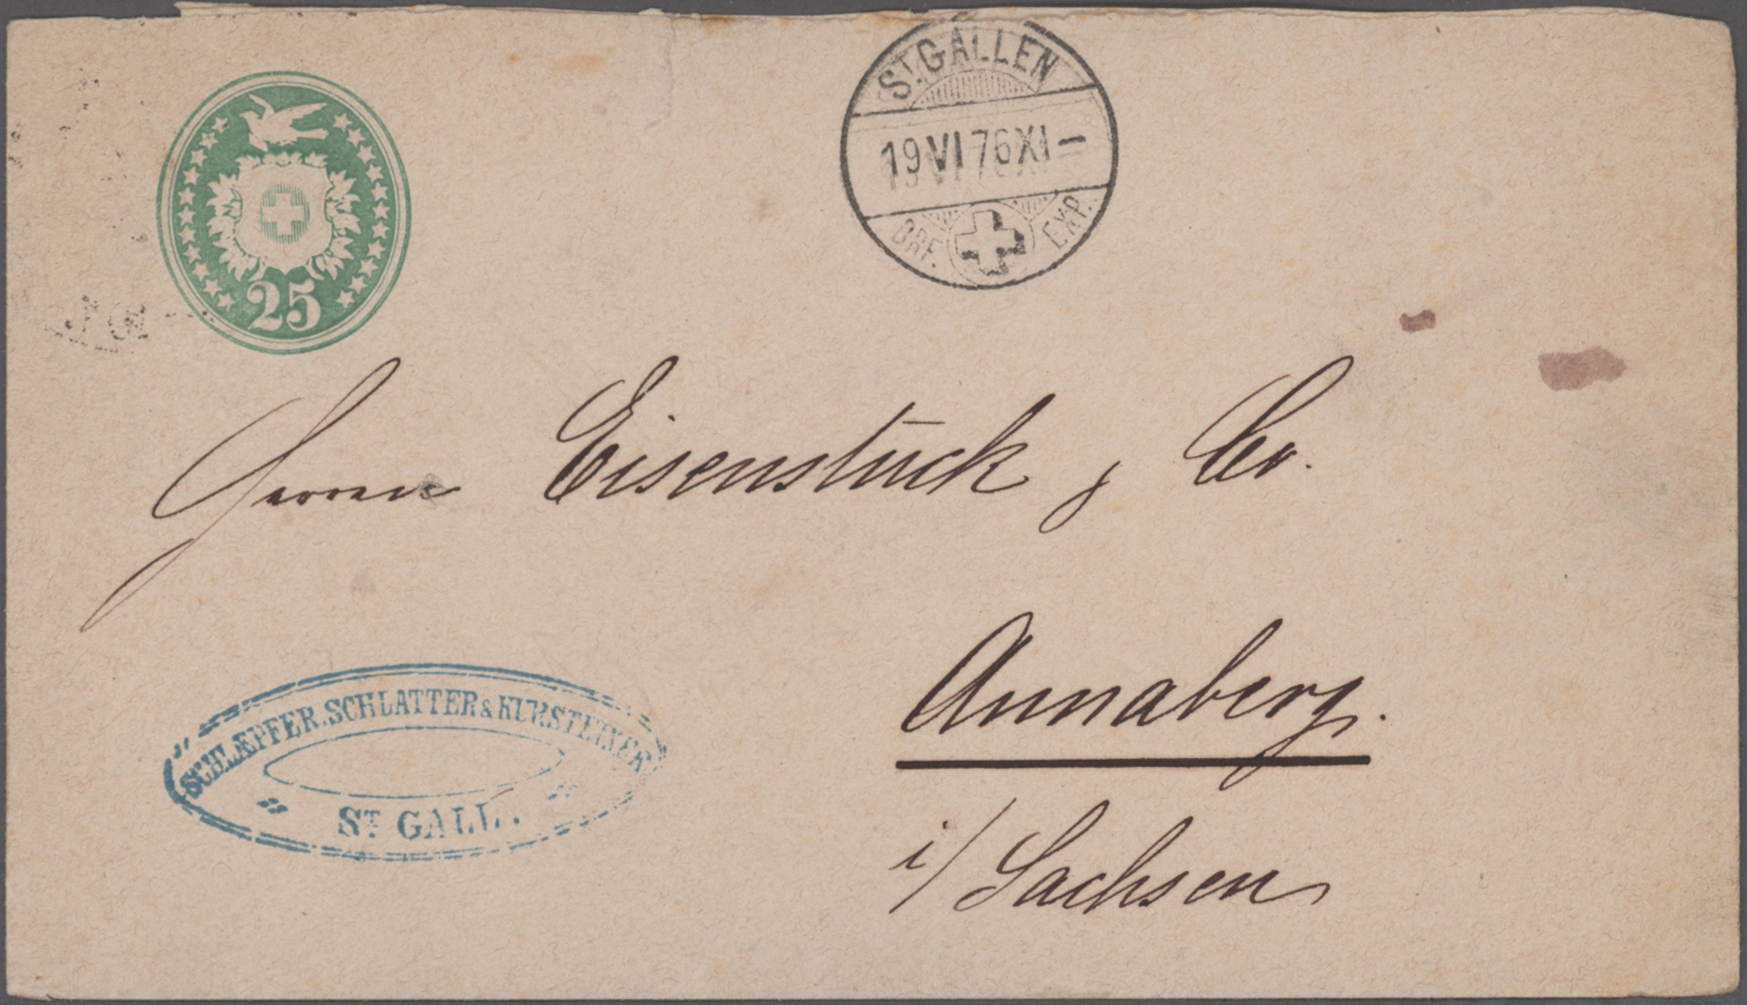 ST. GALLEN
19 VI 76 XI –
BRF. EXP.
25
Herren Eisenstuck & Co.
Annaberg.
i/ Sachsen
SCHLÆPFER, SCHLATTER & KURSTEINER
ST GALL.